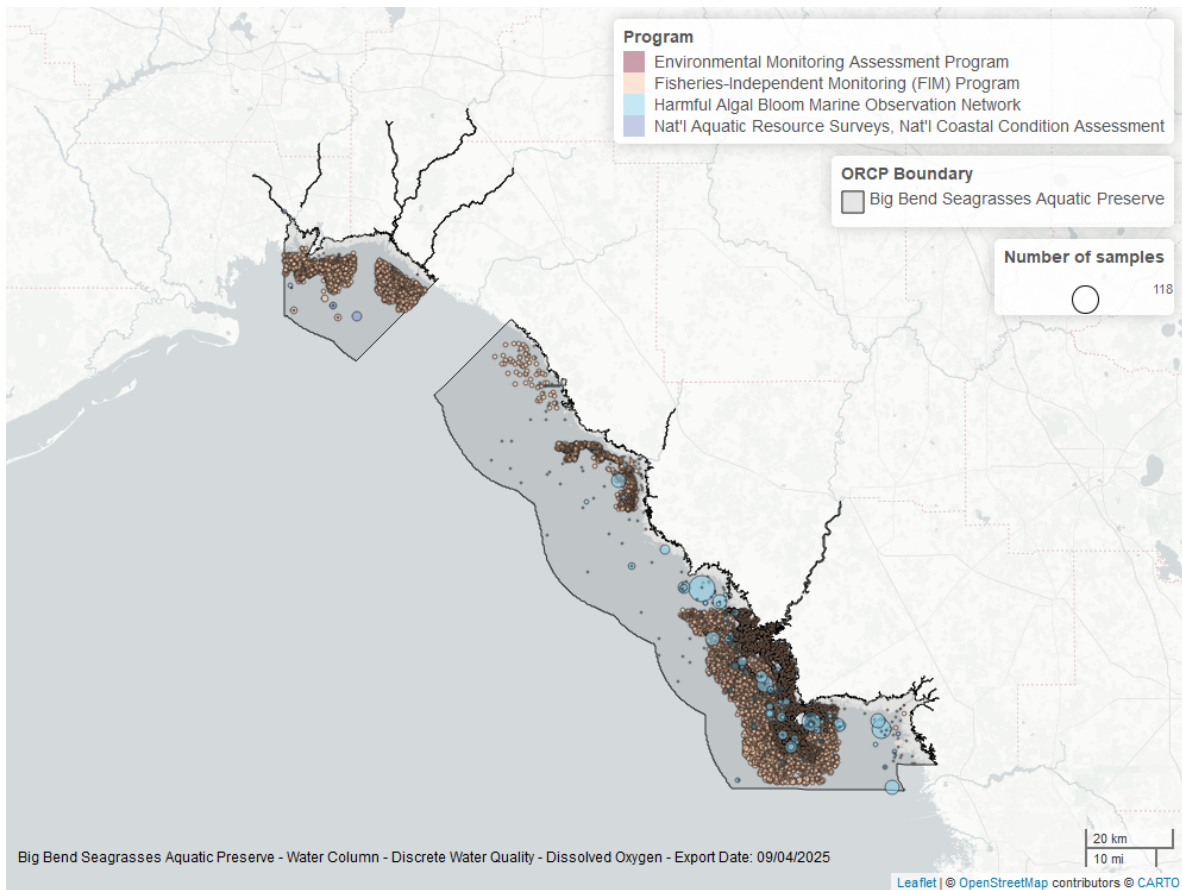 Program
Environmental Monitoring Assessment Program
Fisheries-Independent Monitoring (FIM) Program
Harmful Algal Bloom Marine Observation Network
Nat'l Aquatic Resource Surveys, Nat'l Coastal Condition Assessment
ORCP Boundary
Big Bend Seagrasses Aquatic Preserve
Number of samples
118
20 km
10 mi
Big Bend Seagrasses Aquatic Preserve - Water Column - Discrete Water Quality - Dissolved Oxygen - Export Date: 09/04/2025
Leaflet | © OpenStreetMap contributors © CARTO